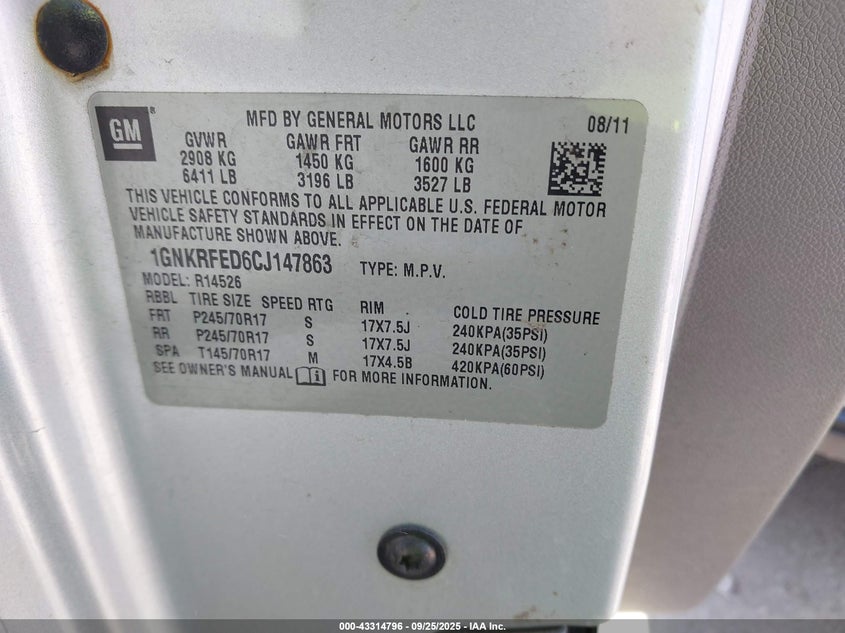 GM®
MFD BY GENERAL MOTORS LLC 08/11
GVWR GAWR FRT GAWR RR
2908 KG 1450 KG 1600 KG
6411 LB 3196 LB 3527 LB
THIS VEHICLE CONFORMS TO ALL APPLICABLE U.S. FEDERAL MOTOR
VEHICLE SAFETY STANDARDS IN EFFECT ON THE DATE OF
MANUFACTURE SHOWN ABOVE.
1GNKRFED6CJ147863 TYPE: M.P.V.
MODEL: R14526
RBBL TIRE SIZE SPEED RTG RIM COLD TIRE PRESSURE
FRT P245/70R17 S 17X7.5J 240KPA(35PSI)
RR P245/70R17 S 17X7.5J 240KPA(35PSI)
SPA T145/70R17 M 17X4.5B 420KPA(60PSI)
SEE OWNER'S MANUAL i FOR MORE INFORMATION.
000-43314796 - 09/25/2025 - IAA Inc.